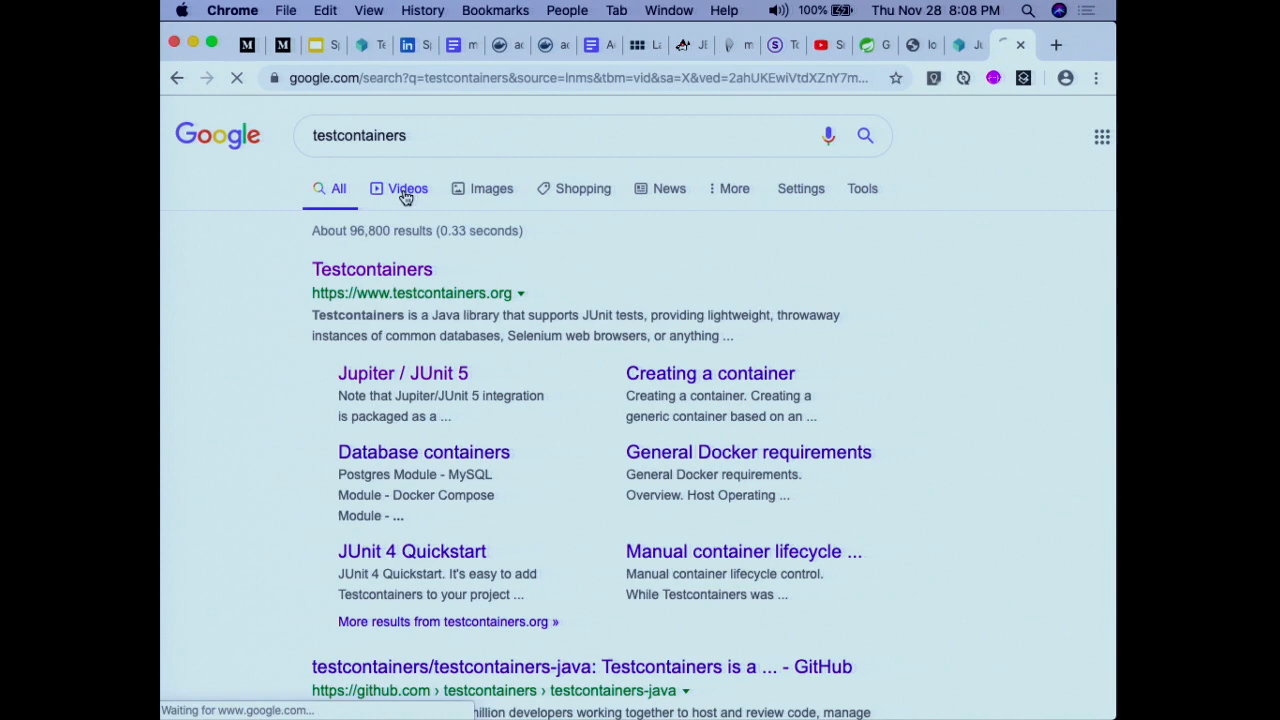 Chrome File Edit View History Bookmarks People Tab Window Help 100% Thu Nov 28 8:08 PM
google.com/search?q=testcontainers&source=lnms&tbm=vid&sa=X&ved=2ahUKEwiVtdXZnY7m...
Google testcontainers
All Videos Images Shopping News More Settings Tools
About 96,800 results (0.33 seconds)
Testcontainers
https://www.testcontainers.org
Testcontainers is a Java library that supports JUnit tests, providing lightweight, throwaway
instances of common databases, Selenium web browsers, or anything ...
Jupiter / JUnit 5
Note that Jupiter/JUnit 5 integration
is packaged as a ...
Creating a container
Creating a container. Creating a
generic container based on an ...
Database containers
Postgres Module - MySQL
Module - Docker Compose
Module - ...
General Docker requirements
General Docker requirements.
Overview. Host Operating ...
JUnit 4 Quickstart
JUnit 4 Quickstart. It's easy to add
Testcontainers to your project ...
Manual container lifecycle ...
Manual container lifecycle control.
While Testcontainers was ...
More results from testcontainers.org »
testcontainers/testcontainers-java: Testcontainers is a ... - GitHub
https://github.com › testcontainers › testcontainers-java
Waiting for www.google.com...
developers working together to host and review code, manage